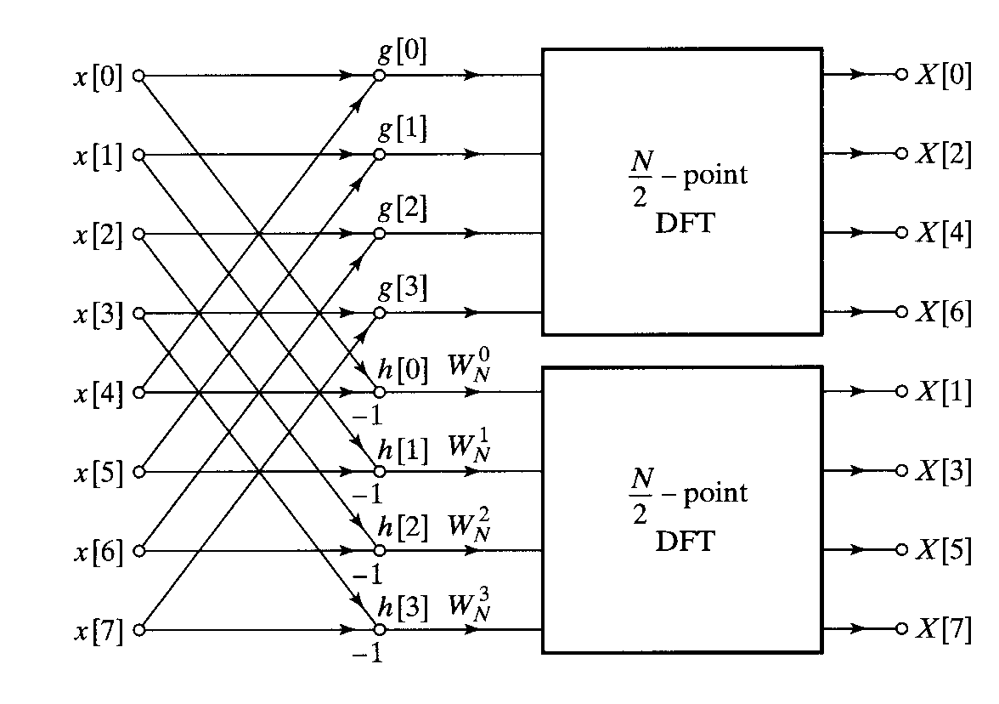 g[0]
x[0]
X[0]
g[1]
x[1]
X[2]
N/2 – point
DFT
g[2]
x[2]
X[4]
g[3]
x[3]
X[6]
h[0] W_N^0
x[4]
X[1]
–1
h[1] W_N^1
x[5]
X[3]
–1
N/2 – point
DFT
h[2] W_N^2
x[6]
X[5]
–1
h[3] W_N^3
x[7]
X[7]
–1